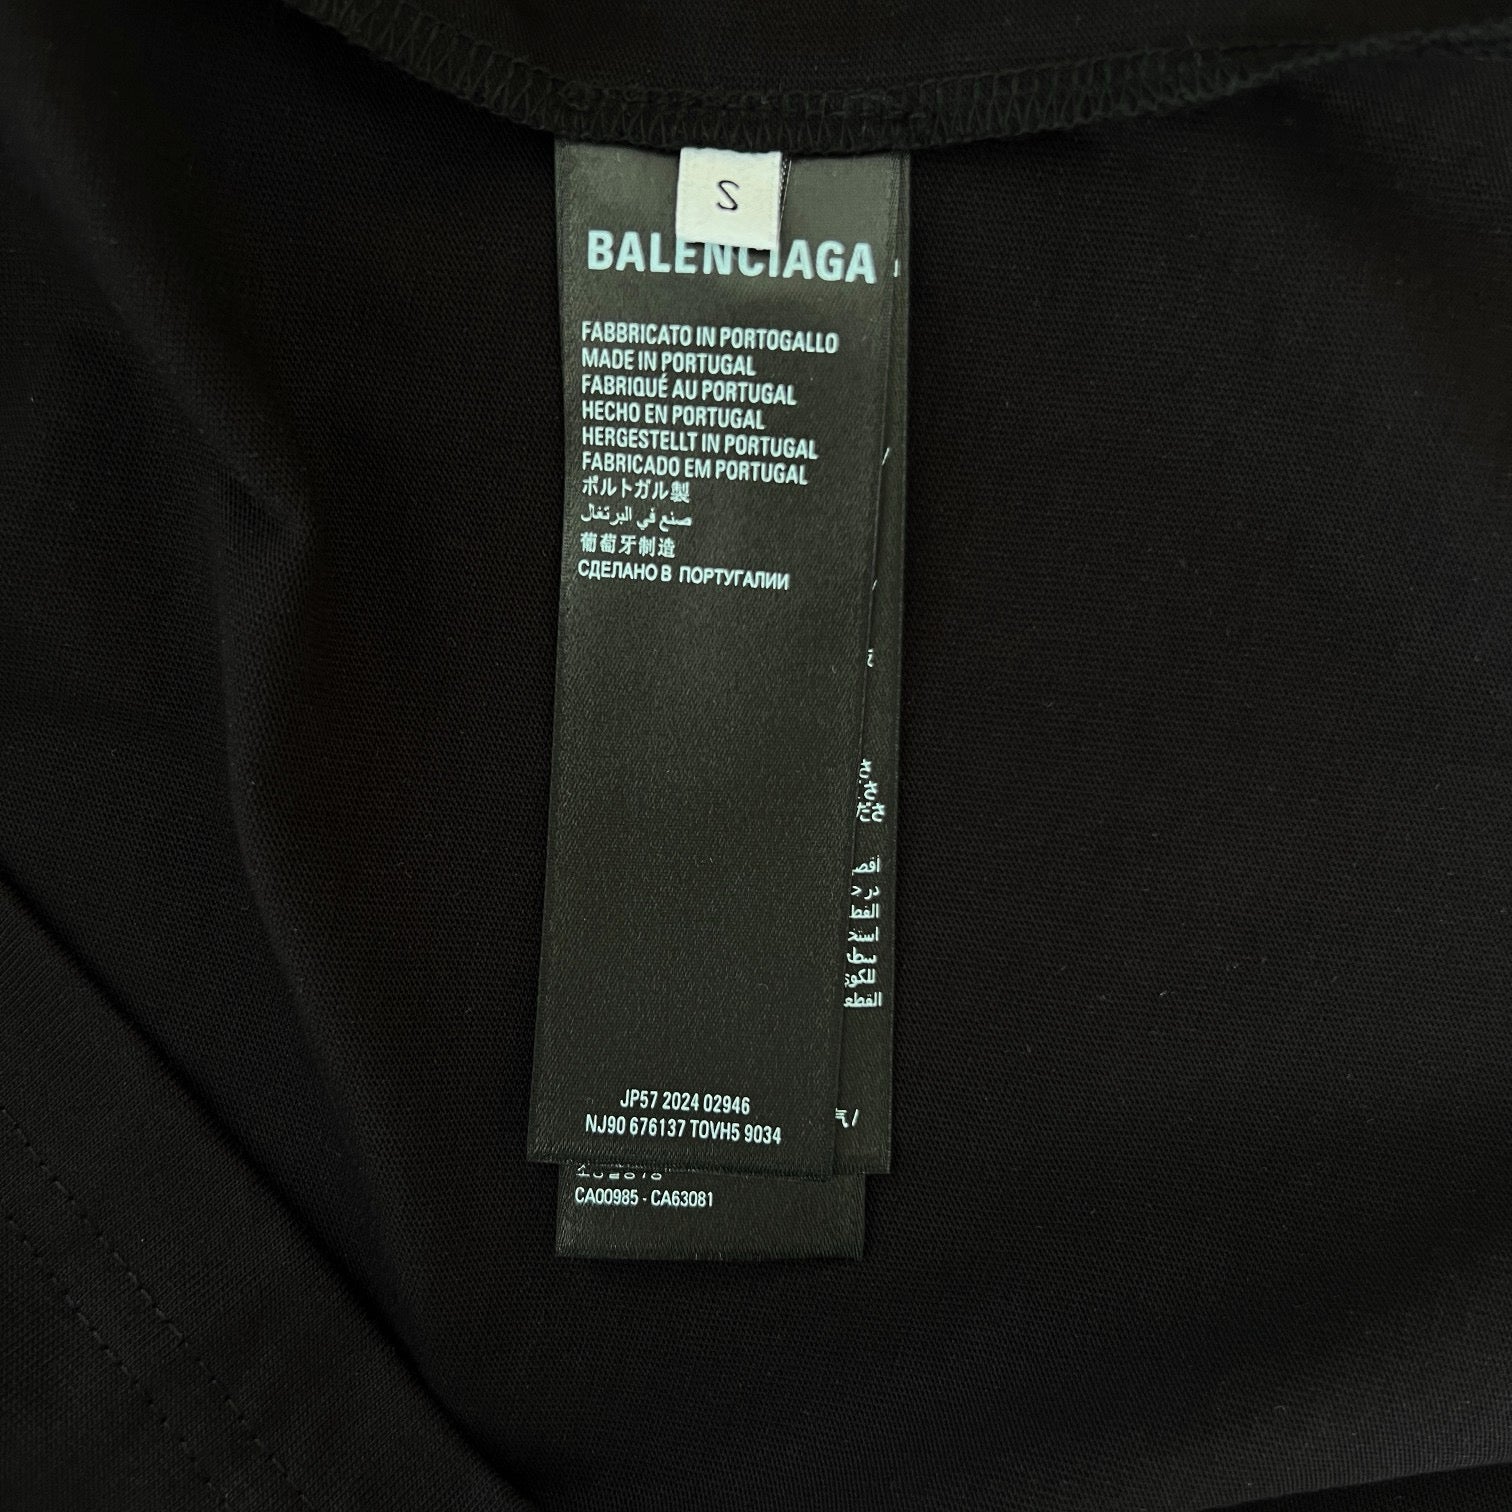 S
BALENCIAGA
FABBRICATO IN PORTOGALLO
MADE IN PORTUGAL
FABRIQUÉ AU PORTUGAL
HECHO EN PORTUGAL
HERGESTELLT IN PORTUGAL
FABRICADO EM PORTUGAL
ポルトガル製
صنع في البرتغال
葡萄牙制造
СДЕЛАНО В ПОРТУГАЛИИ
JP57 2024 02946
NJ90 676137 TOVH5 9034
CA00985 - CA63081